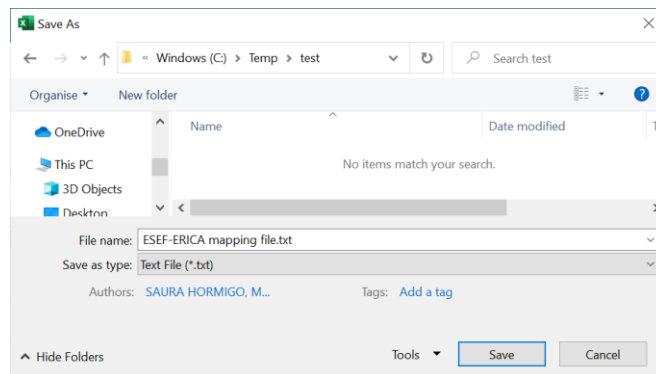 Save As
« Windows (C:) > Temp > test
Search test
Organise
New folder
Name
Date modified
OneDrive
This PC
3D Objects
Desktop
No items match your search.
File name: ESEF-ERICA mapping file.txt
Save as type: Text File (*.txt)
Authors: SAURA HORMIGO, M...
Tags: Add a tag
Hide Folders
Tools
Save
Cancel